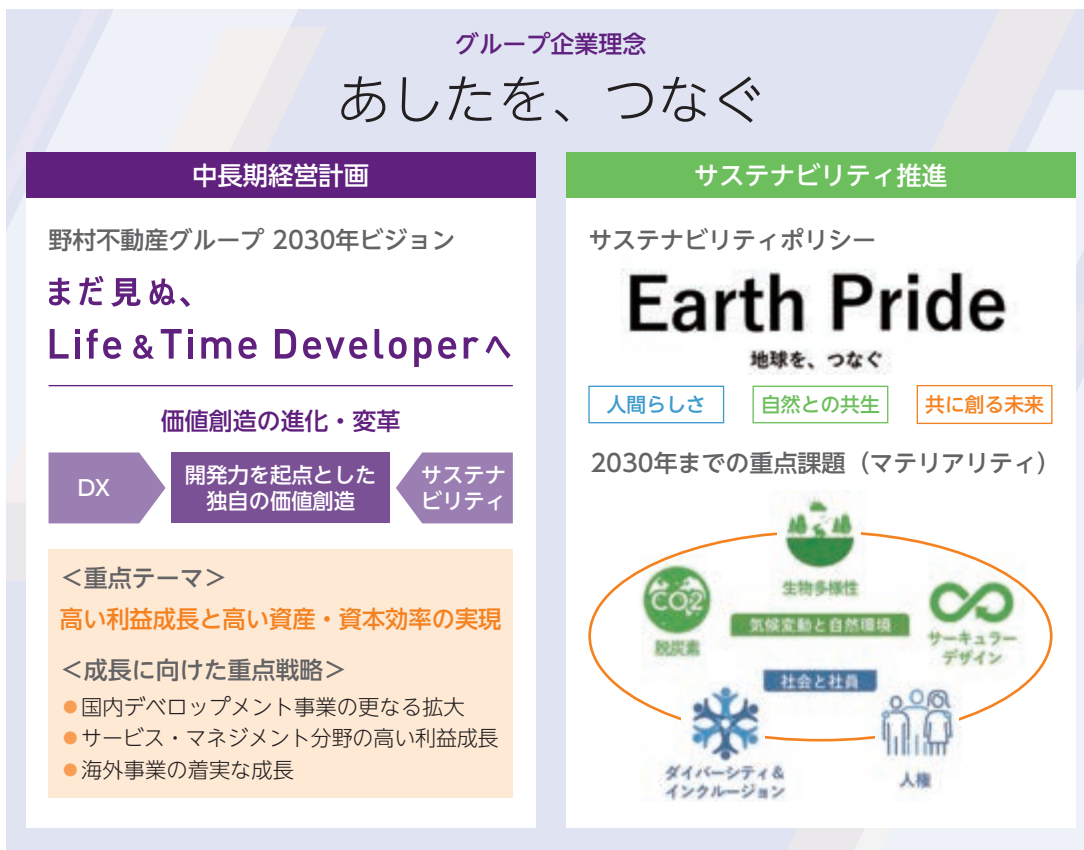 グループ企業理念
あしたを、つなぐ
中長期経営計画
野村不動産グループ 2030年ビジョン
まだ見ぬ、
Life & Time Developerへ
価値創造の進化・変革
DX
開発力を起点とした
独自の価値創造
サステナ
ビリティ
＜重点テーマ＞
高い利益成長と高い資産・資本効率の実現
＜成長に向けた重点戦略＞
●国内デベロップメント事業の更なる拡大
●サービス・マネジメント分野の高い利益成長
●海外事業の着実な成長
サステナビリティ推進
サステナビリティポリシー
Earth Pride
地球を、つなぐ
人間らしさ
自然との共生
共に創る未来
2030年までの重点課題（マテリアリティ）
生物多様性
CO2
脱炭素
気候変動と自然環境
サーキュラー
デザイン
社会と社員
ダイバーシティ&
インクルージョン
人権